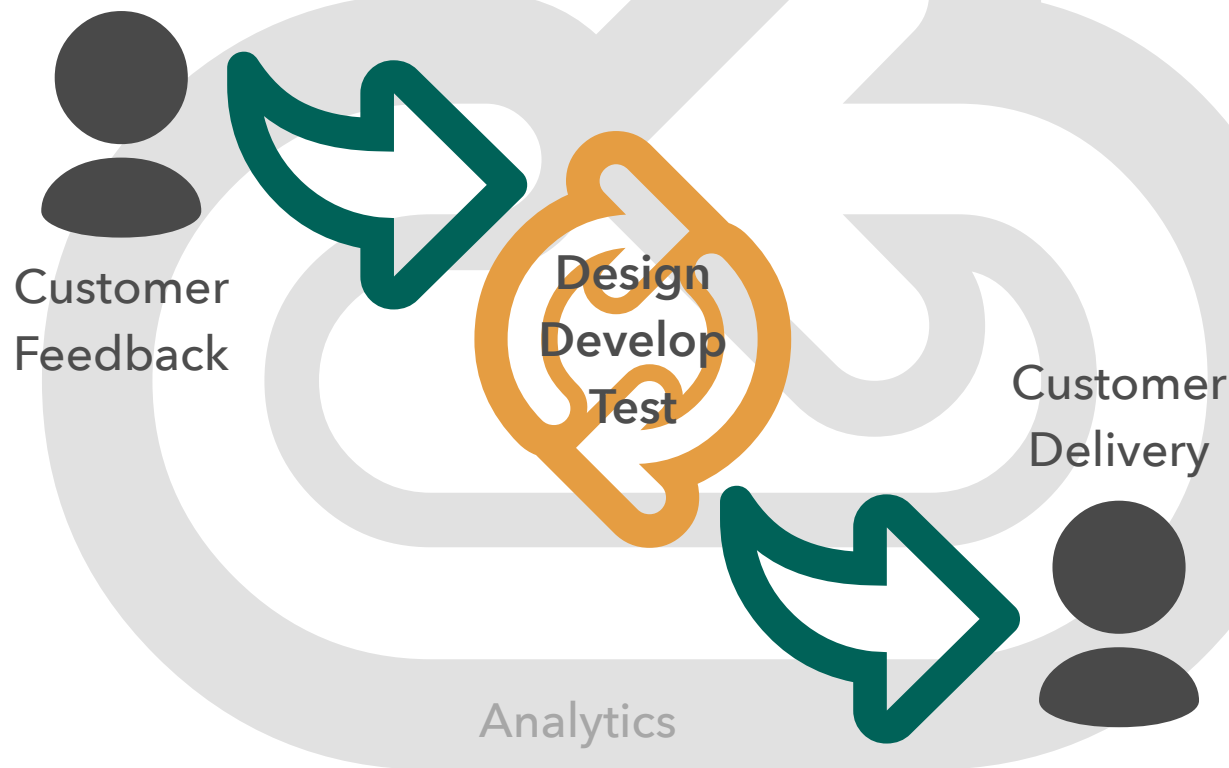 Customer
Feedback
Design
Develop
Test
Customer
Delivery
Analytics